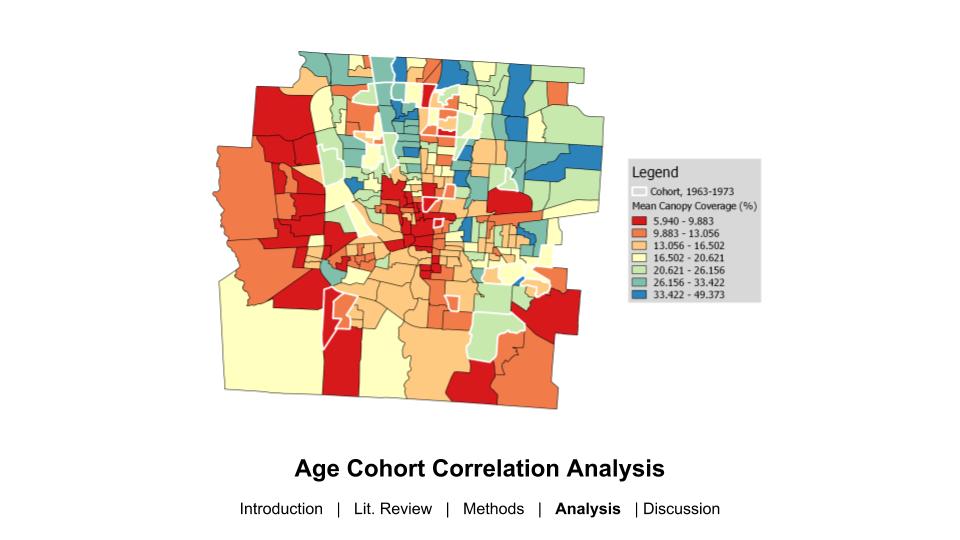 Legend
Cohort, 1963-1973
Mean Canopy Coverage (%)
5.940 - 9.883
9.883 - 13.056
13.056 - 16.502
16.502 - 20.621
20.621 - 26.156
26.156 - 33.422
33.422 - 49.373
Age Cohort Correlation Analysis
Introduction | Lit. Review | Methods | Analysis | Discussion